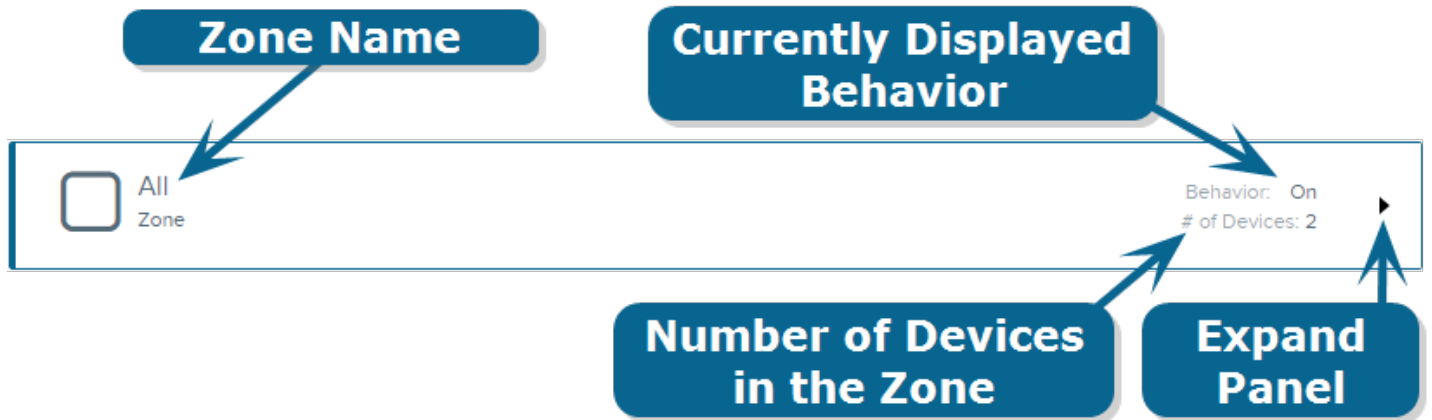 Zone Name
Currently Displayed
Behavior
All
Zone
Behavior: On
# of Devices: 2
Number of Devices
in the Zone
Expand
Panel